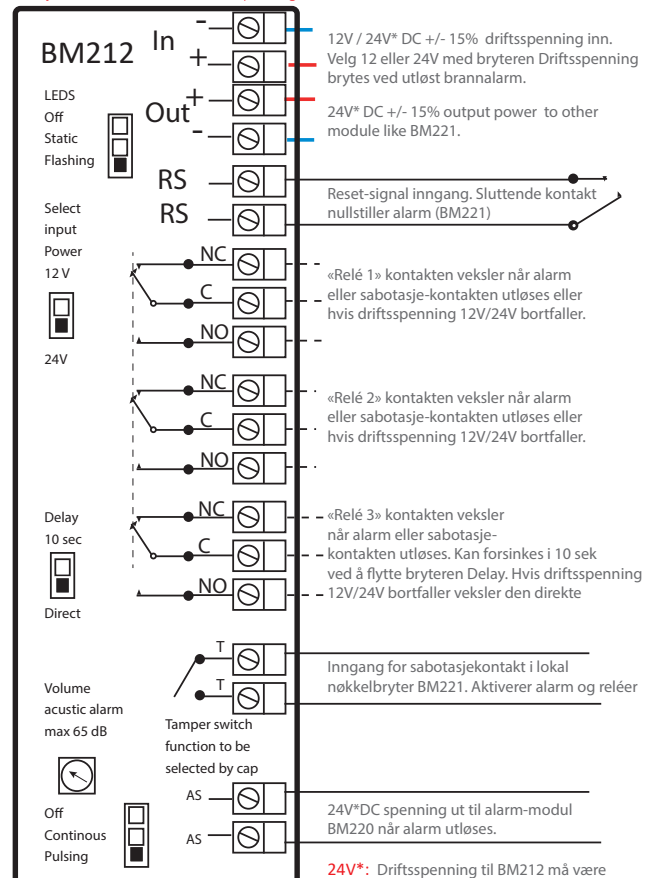 BM212
In
-
+
12V / 24V* DC +/- 15% driftsspenning inn.
Velg 12 eller 24V med bryteren Driftsspenning
brytes ved utløst brannalarm.
LEDS
Off
Static
Flashing
Out
+
-
24V* DC +/- 15% output power to other
module like BM221.
RS
RS
Reset-signal inngang. Sluttende kontakt
nullstiller alarm (BM221)
Select
input
Power
12 V
24V
NC
C
NO
«Relé 1» kontakten veksler når alarm
eller sabotasje-kontakten utløses eller
hvis driftsspenning 12V/24V bortfaller.
NC
C
NO
«Relé 2» kontakten veksler når alarm
eller sabotasje-kontakten utløses eller
hvis driftsspenning 12V/24V bortfaller.
Delay
10 sec
Direct
NC
C
NO
«Relé 3» kontakten veksler
når alarm eller sabotasje-
kontakten utløses. Kan forsinkes i 10 sek
ved å flytte bryteren Delay. Hvis driftsspenning
12V/24V bortfaller veksler den direkte
T
T
Inngang for sabotasjekontakt i lokal
nøkkelbryter BM221. Aktiverer alarm og reléer
Tamper switch
function to be
selected by cap
Volume
acustic alarm
max 65 dB
Off
Continous
Pulsing
AS
AS
24V*DC spenning ut til alarm-modul
BM220 når alarm utløses.
24V*: Driftsspenning til BM212 må være